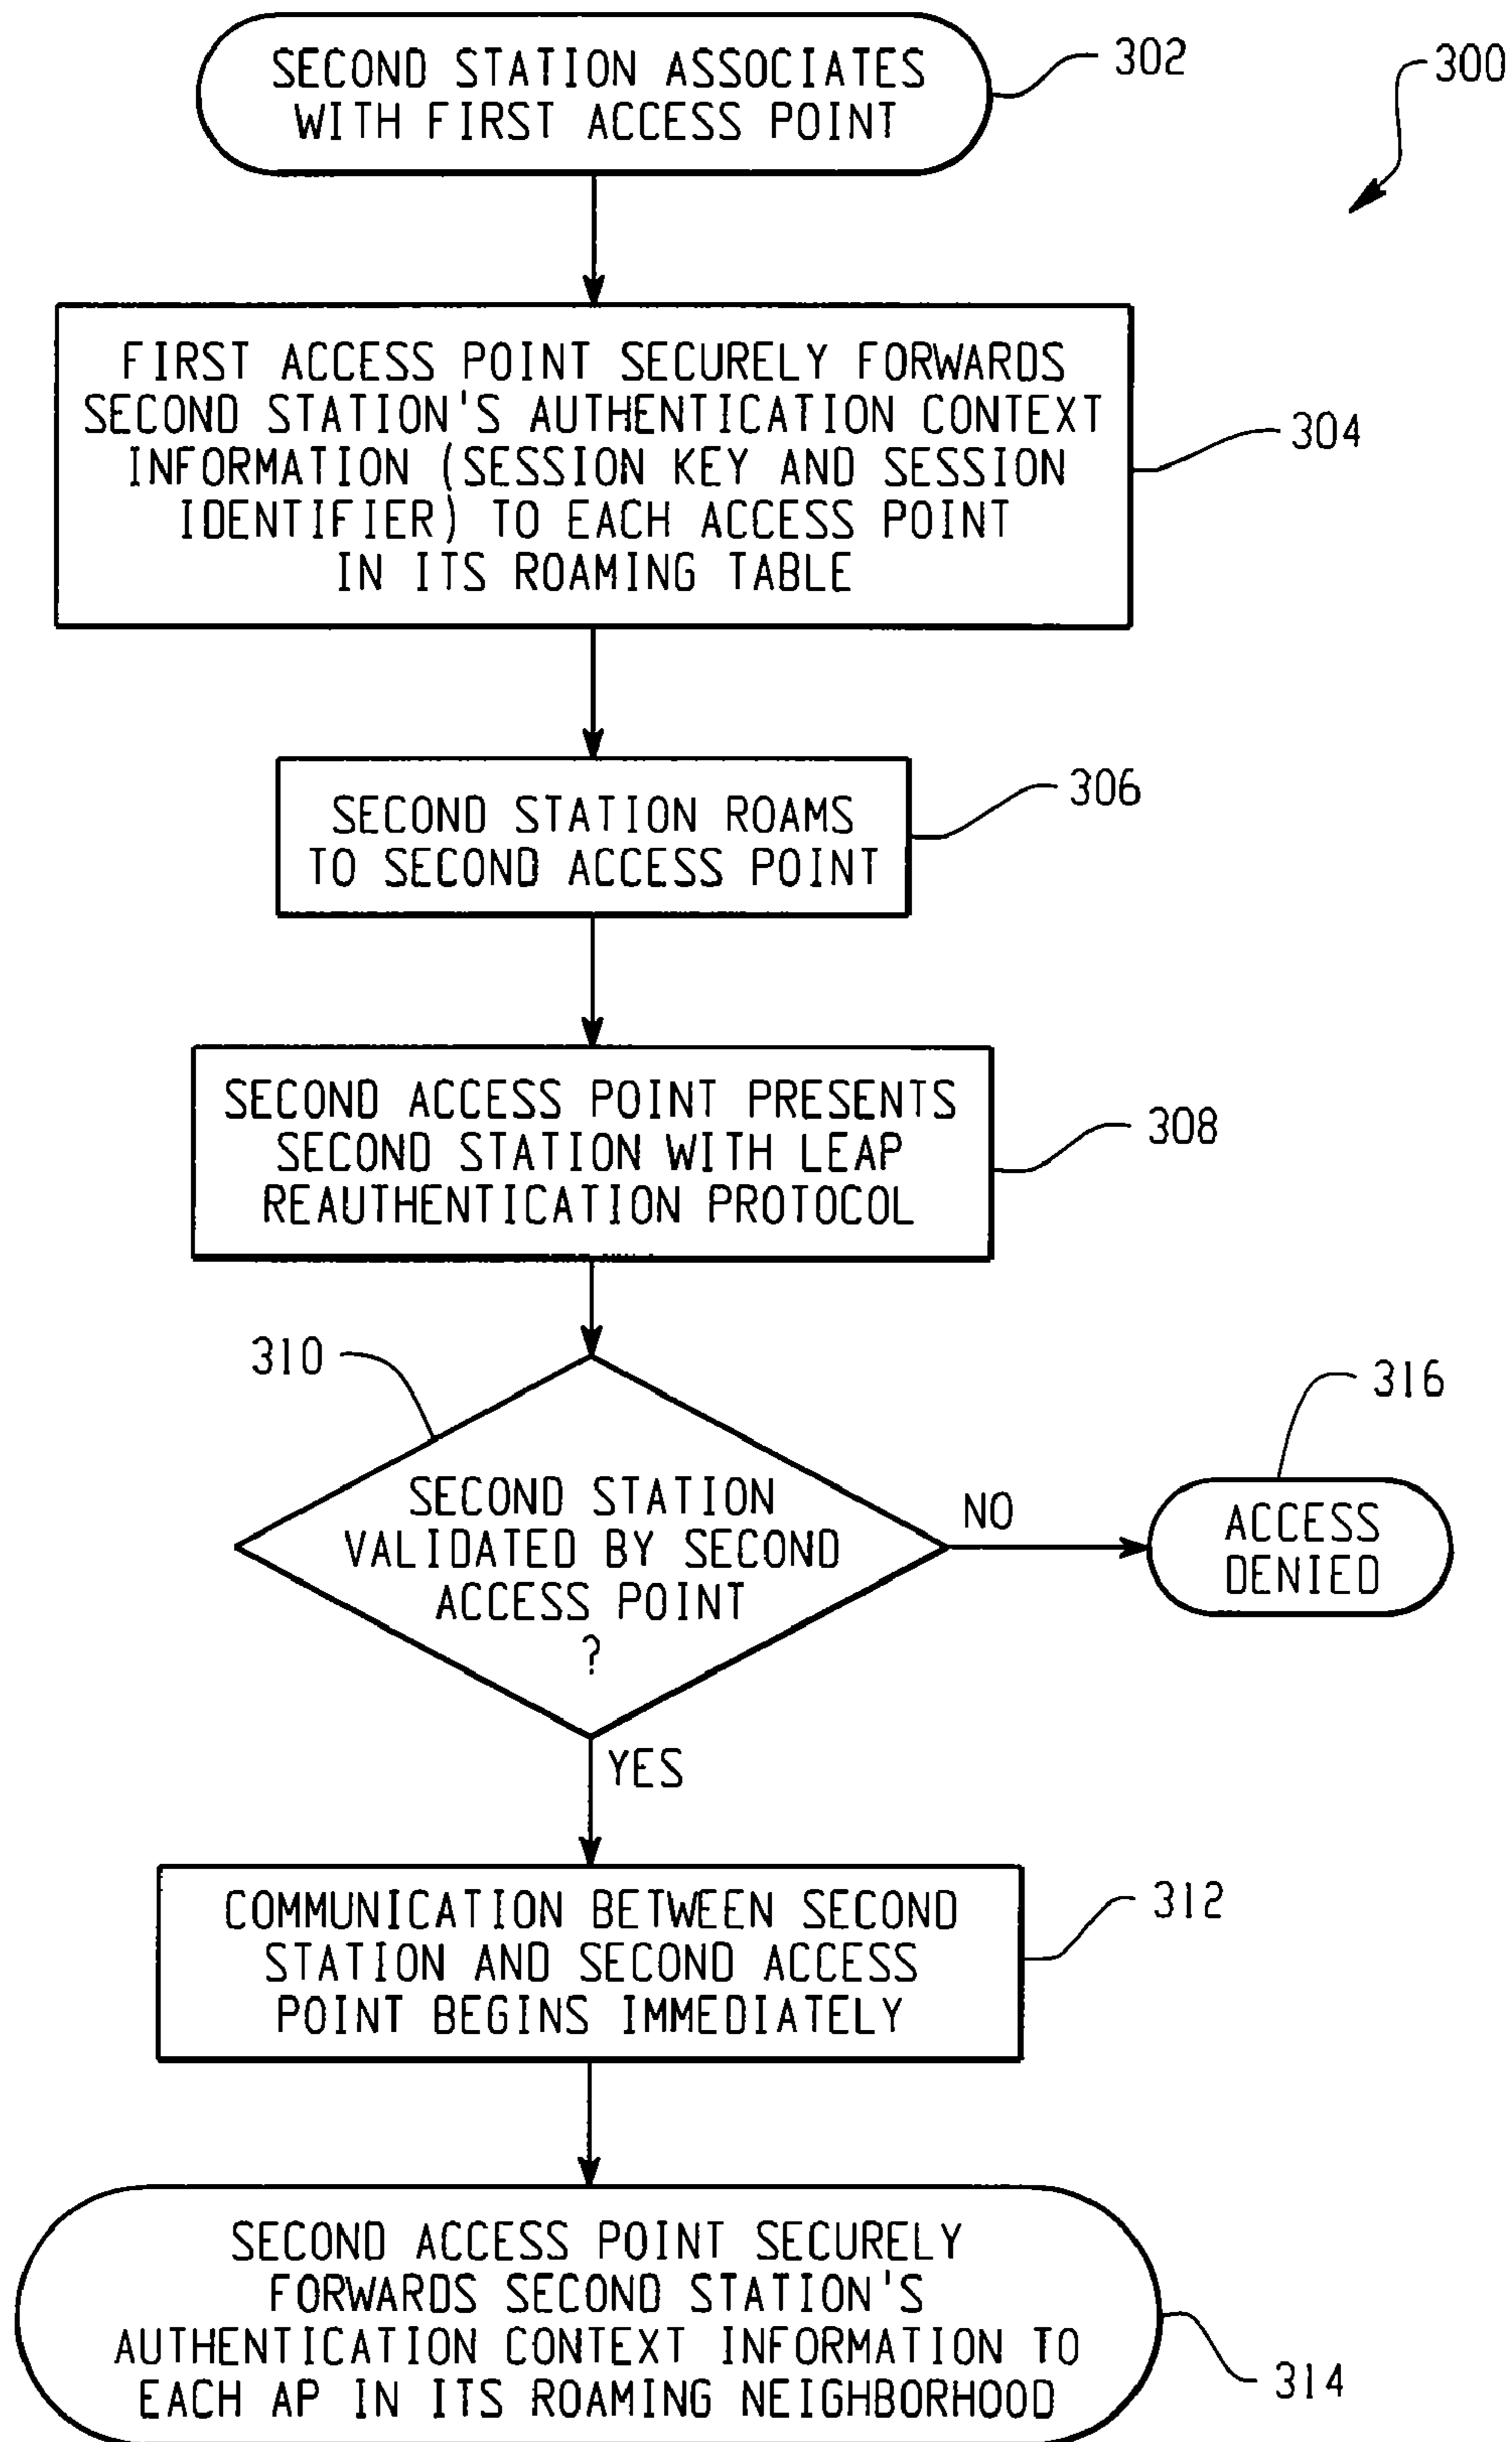 SECOND STATION ASSOCIATES
WITH FIRST ACCESS POINT
302
300
FIRST ACCESS POINT SECURELY FORWARDS
SECOND STATION'S AUTHENTICATION CONTEXT
INFORMATION (SESSION KEY AND SESSION
IDENTIFIER) TO EACH ACCESS POINT
IN ITS ROAMING TABLE
304
SECOND STATION ROAMS
TO SECOND ACCESS POINT
306
SECOND ACCESS POINT PRESENTS
SECOND STATION WITH LEAP
REAUTHENTICATION PROTOCOL
308
310
SECOND STATION
VALIDATED BY SECOND
ACCESS POINT
?
NO
316
ACCESS
DENIED
YES
COMMUNICATION BETWEEN SECOND
STATION AND SECOND ACCESS
POINT BEGINS IMMEDIATELY
312
SECOND ACCESS POINT SECURELY
FORWARDS SECOND STATION'S
AUTHENTICATION CONTEXT INFORMATION TO
EACH AP IN ITS ROAMING NEIGHBORHOOD
314